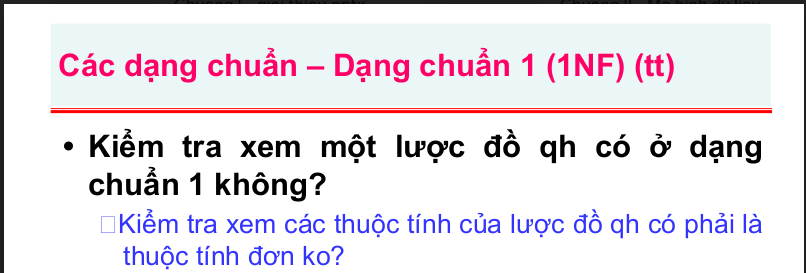 Các dạng chuẩn – Dạng chuẩn 1 (1NF) (tt)
• Kiểm tra xem một lược đồ qh có ở dạng
chuẩn 1 không?
Kiểm tra xem các thuộc tính của lược đồ qh có phải là
thuộc tính đơn ko?